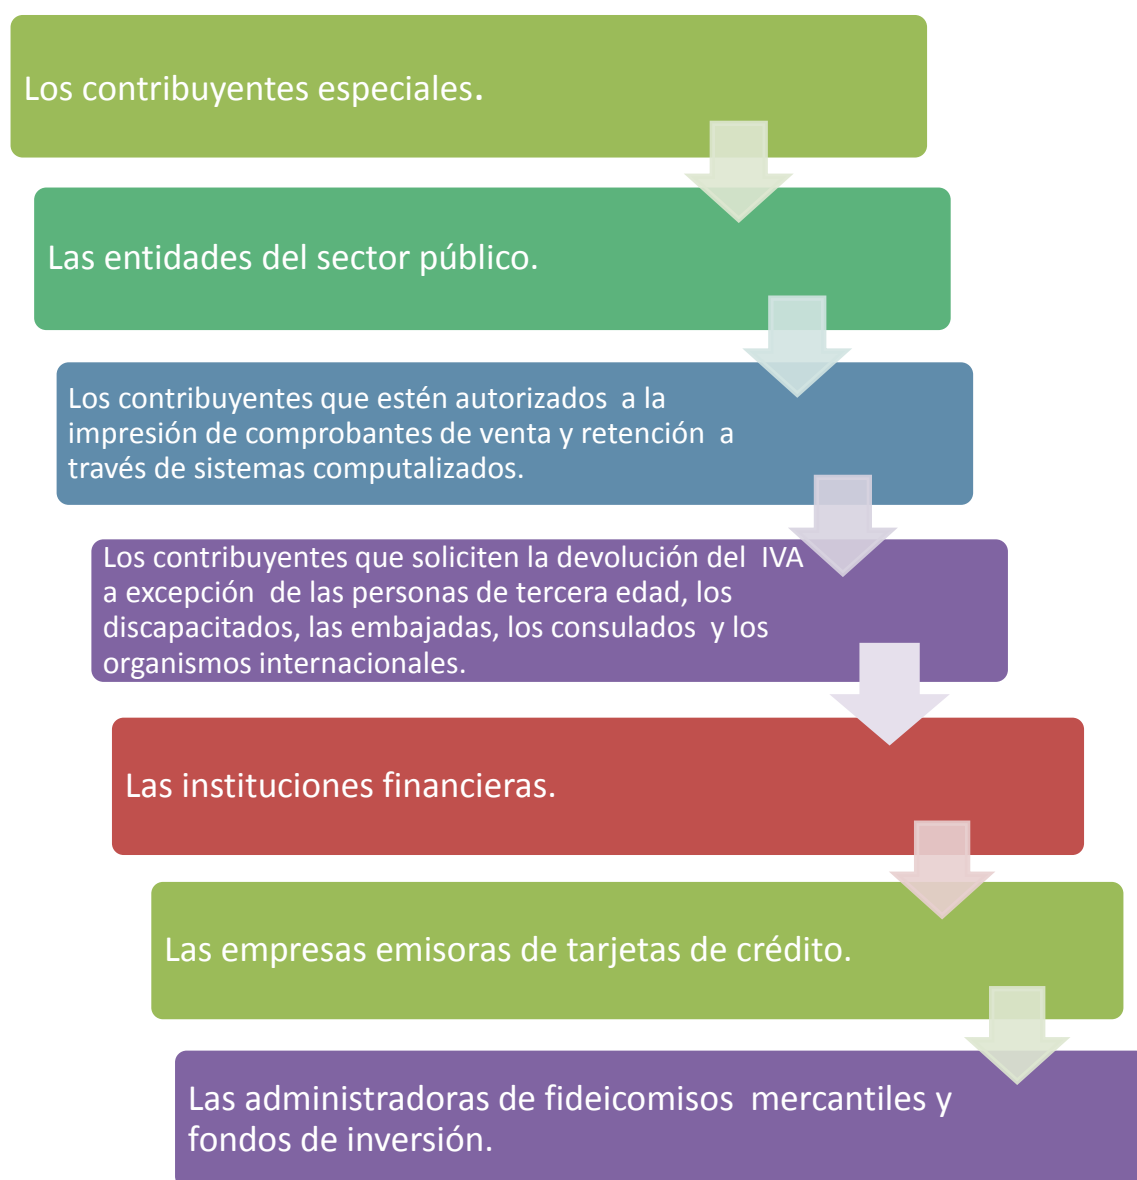 Los contribuyentes especiales.
Las entidades del sector público.
Los contribuyentes que estén autorizados a la
impresión de comprobantes de venta y retención a
través de sistemas computalizados.
Los contribuyentes que soliciten la devolución del IVA
a excepción de las personas de tercera edad, los
discapacitados, las embajadas, los consulados y los
organismos internacionales.
Las instituciones financieras.
Las empresas emisoras de tarjetas de crédito.
Las administradoras de fideicomisos mercantiles y
fondos de inversión.